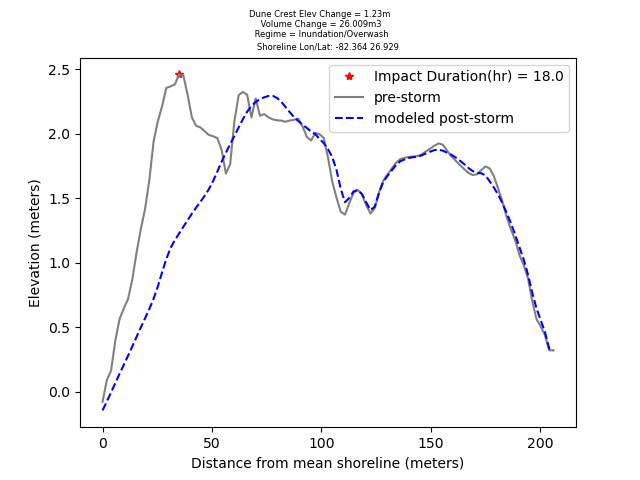 Dune Crest Elev Change = 1.23m
Volume Change = 26.009m3
Regime = Inundation/Overwash
Shoreline Lon/Lat: -82.364 26.929
Impact Duration(hr) = 18.0
pre-storm
modeled post-storm
Elevation (meters)
2.5
2.0
1.5
1.0
0.5
0.0
0 50 100 150 200
Distance from mean shoreline (meters)